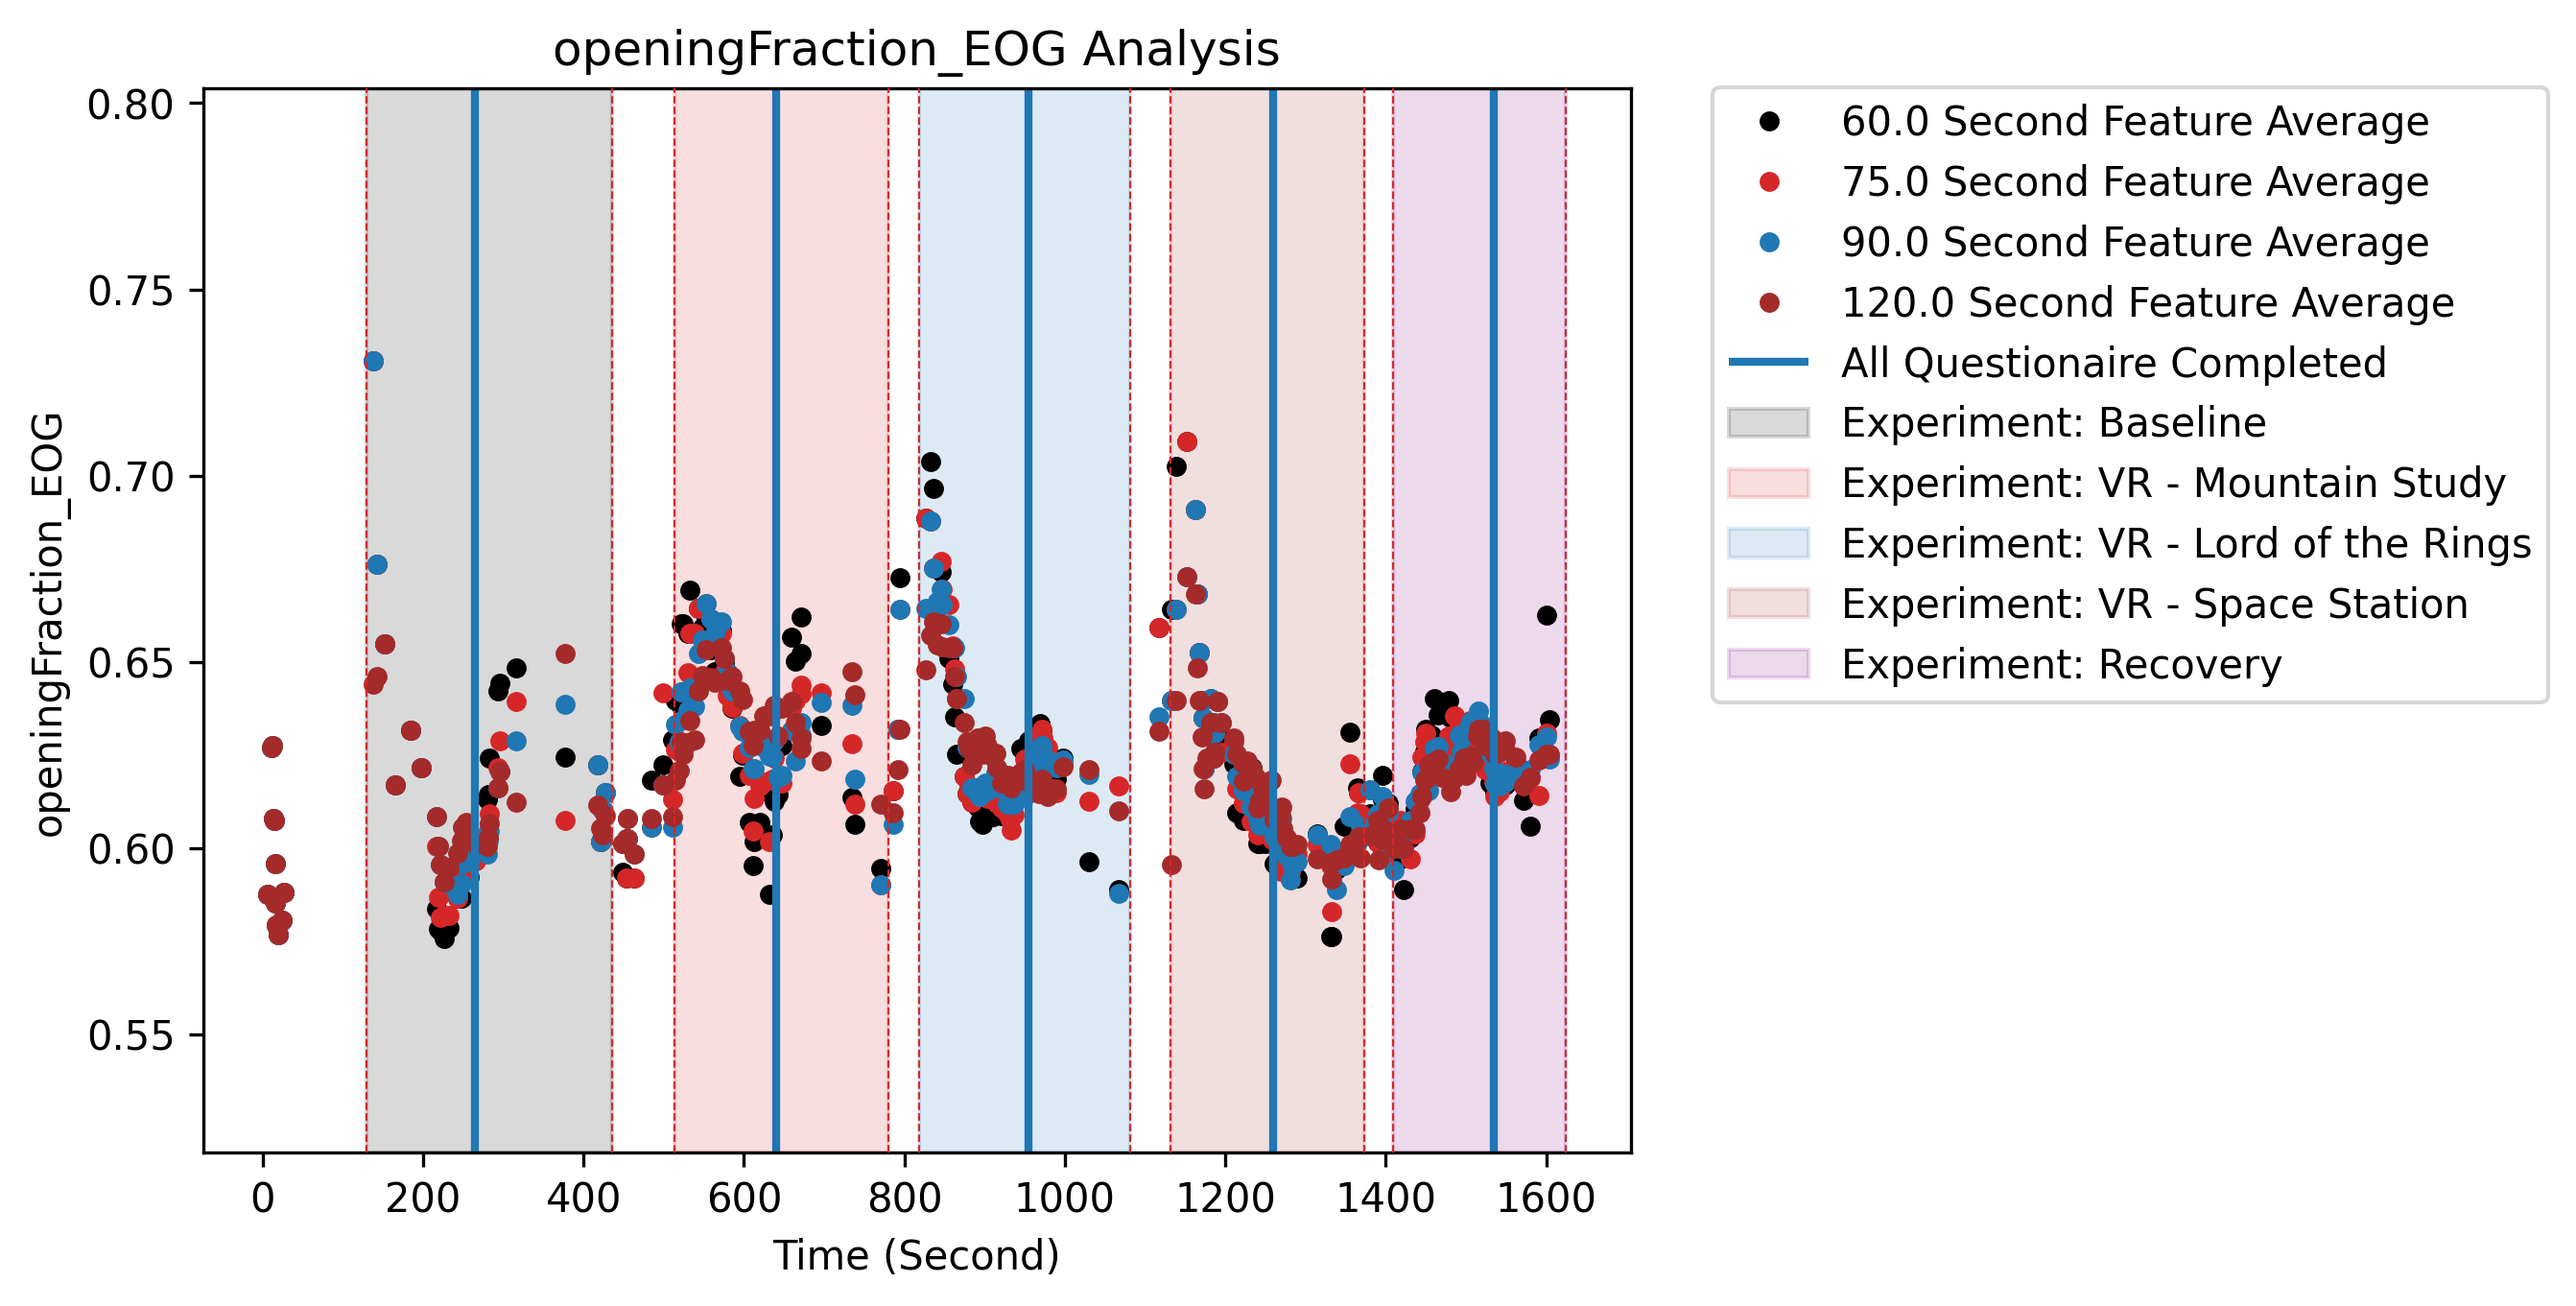 openingFraction_EOG Analysis
openingFraction_EOG
0.80
0.75
0.70
0.65
0.60
0.55
0
200
400
600
800
1000
1200
1400
1600
Time (Second)
60.0 Second Feature Average
75.0 Second Feature Average
90.0 Second Feature Average
120.0 Second Feature Average
All Questionaire Completed
Experiment: Baseline
Experiment: VR - Mountain Study
Experiment: VR - Lord of the Rings
Experiment: VR - Space Station
Experiment: Recovery